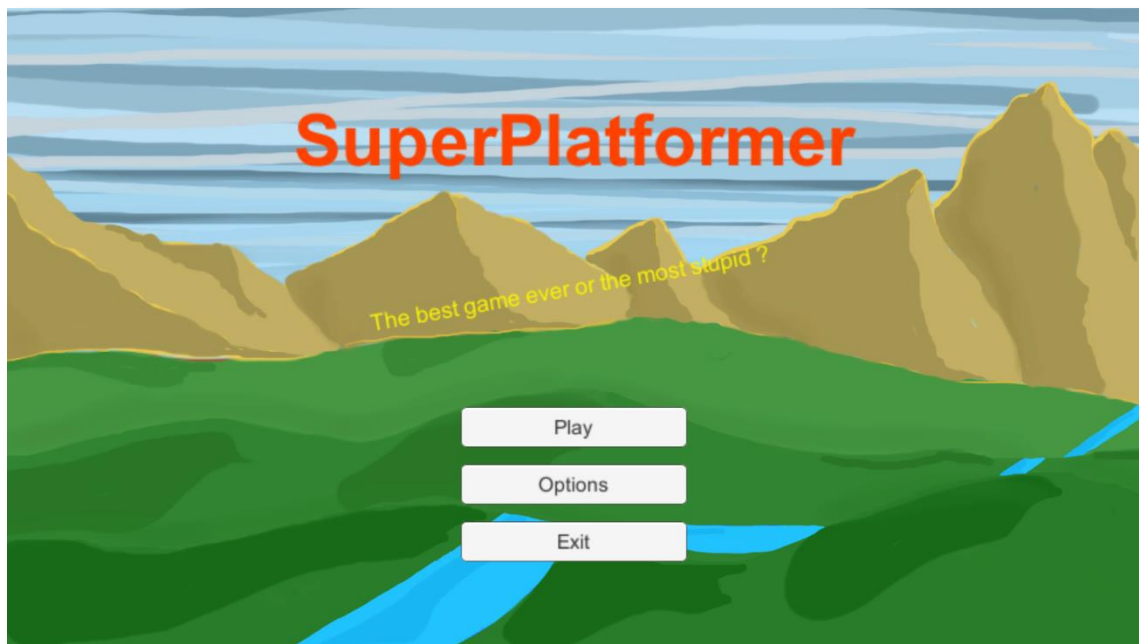 SuperPlatformer
The best game ever or the most stupid ?
Play
Options
Exit